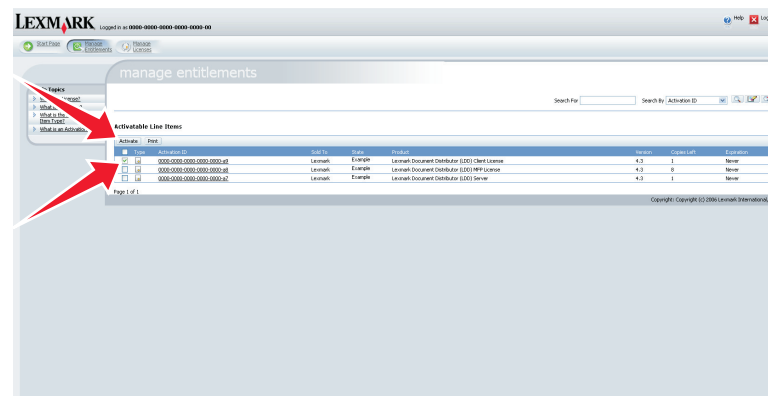 LEXMARK Logged in as 0000-0000-0000-0000-0000-00
Help
Start Page Manage Entitlements Manage Licenses
manage entitlements
Topics
Search For Search By Activation ID
Item Type?
What is an
Activatable Line Items
Activate Print
Type Activation ID Sold To State Product Version Copies Left Expiration
0000-0000-0000-0000-0000-a9 Lexmark Example Lexmark Document Distributor (LDD) Client License 4.3 1 Never
0000-0000-0000-0000-0000-a8 Lexmark Example Lexmark Document Distributor (LDD) MFP License 4.3 8 Never
0000-0000-0000-0000-0000-a7 Lexmark Example Lexmark Document Distributor (LDD) Server 4.3 1 Never
Page 1 of 1
Copyright: Copyright (c) 2006 Lexmark International,